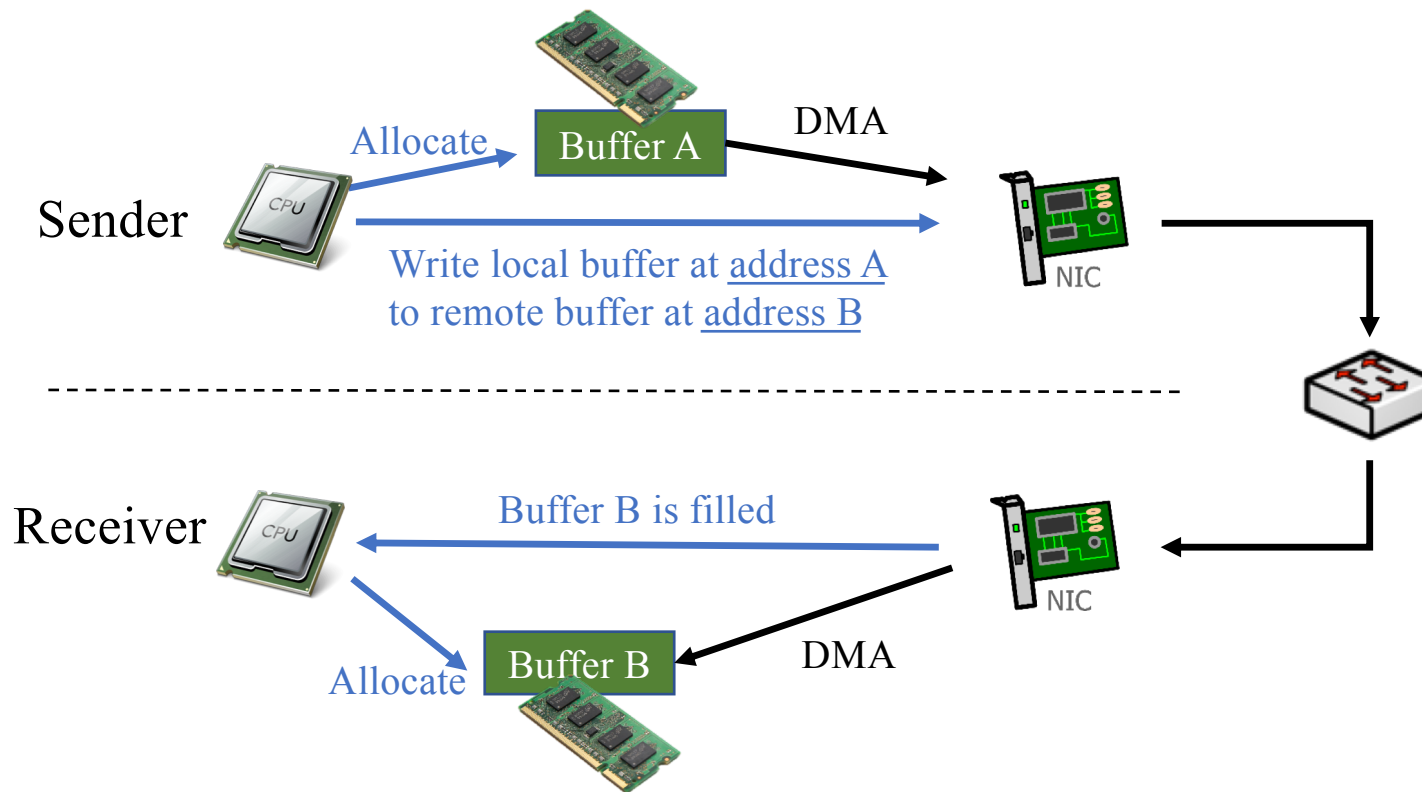 Allocate
Buffer A
DMA
CPU
Sender
Write local buffer at address A
to remote buffer at address B
NIC
Receiver
CPU
Buffer B is filled
NIC
Allocate
Buffer B
DMA